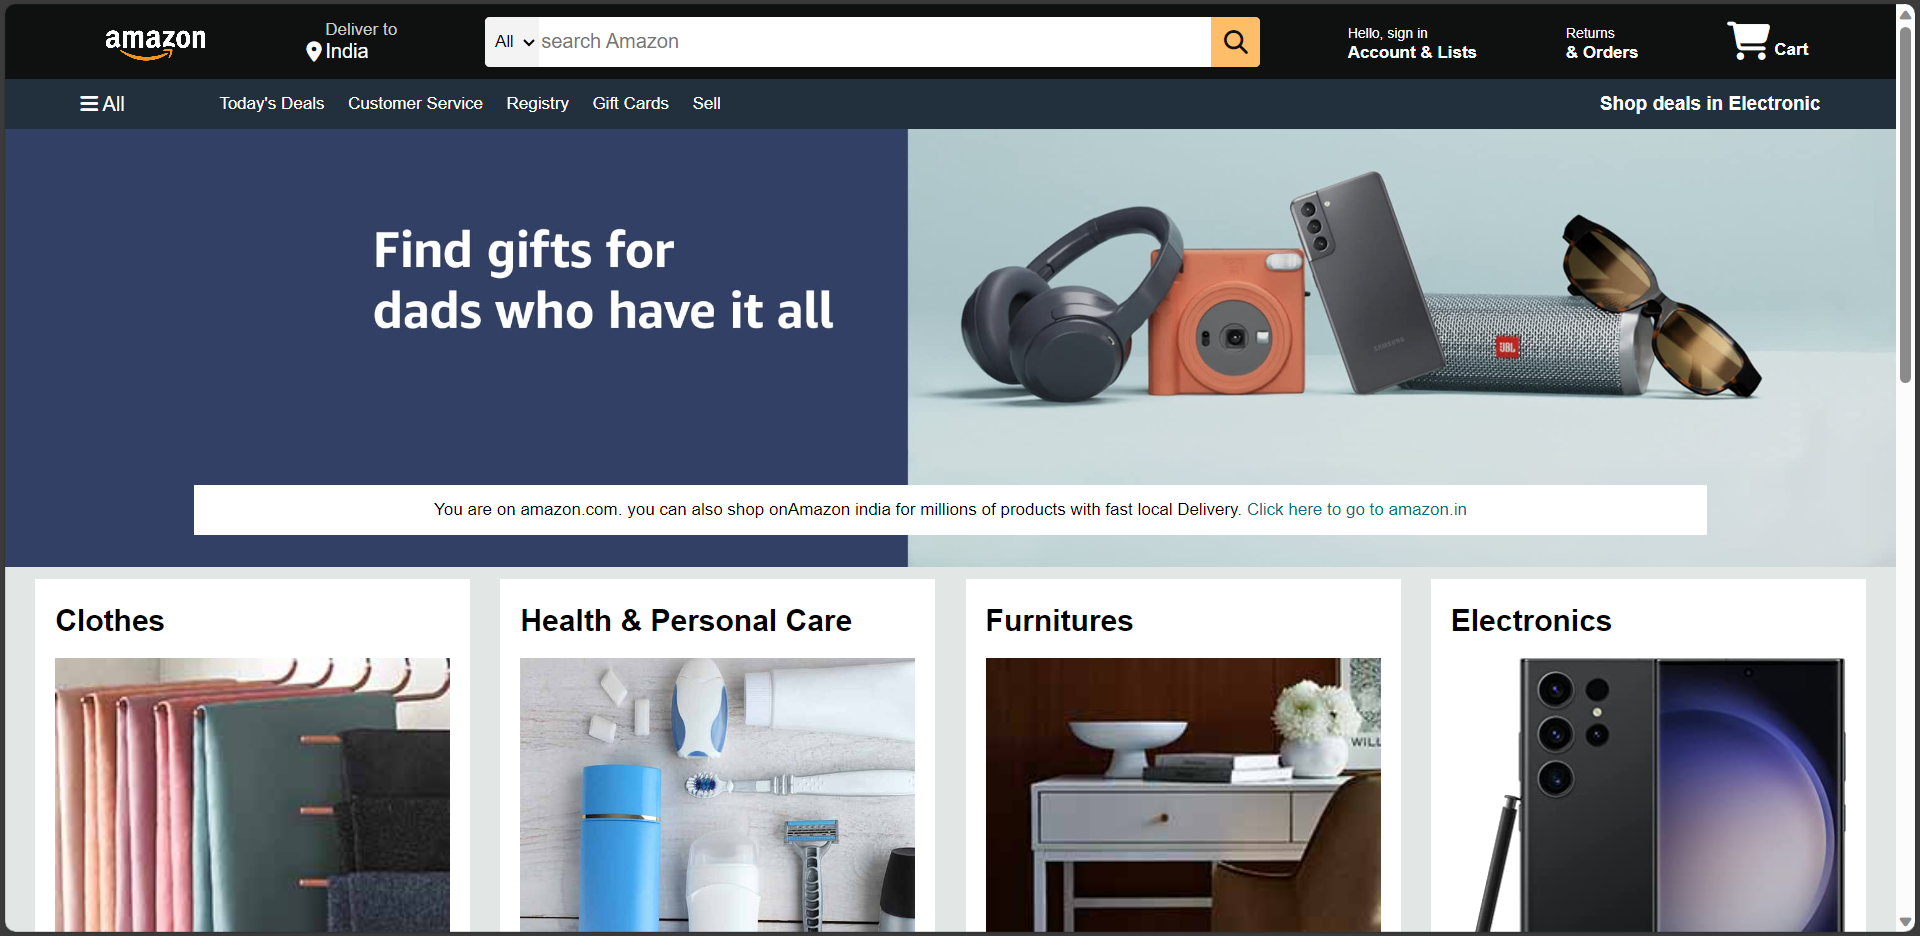 amazon
Deliver to
India
All
search Amazon
Hello, sign in
Account & Lists
Returns
& Orders
Cart
All
Today's Deals
Customer Service
Registry
Gift Cards
Sell
Shop deals in Electronic
Find gifts for
dads who have it all
SAMSUNG
JBL
You are on amazon.com. you can also shop onAmazon india for millions of products with fast local Delivery. Click here to go to amazon.in
Clothes
Health & Personal Care
Furnitures
Electronics
WILL